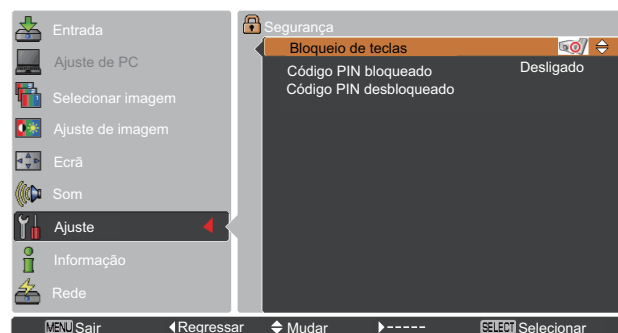 Entrada
Ajuste de PC
Selecionar imagem
Ajuste de imagem
Ecrã
Som
Ajuste
Informação
Rede
Segurança
Bloqueio de teclas
Código PIN bloqueado Desligado
Código PIN desbloqueado
MENU Sair Regressar Mudar ----- SELECT Selecionar